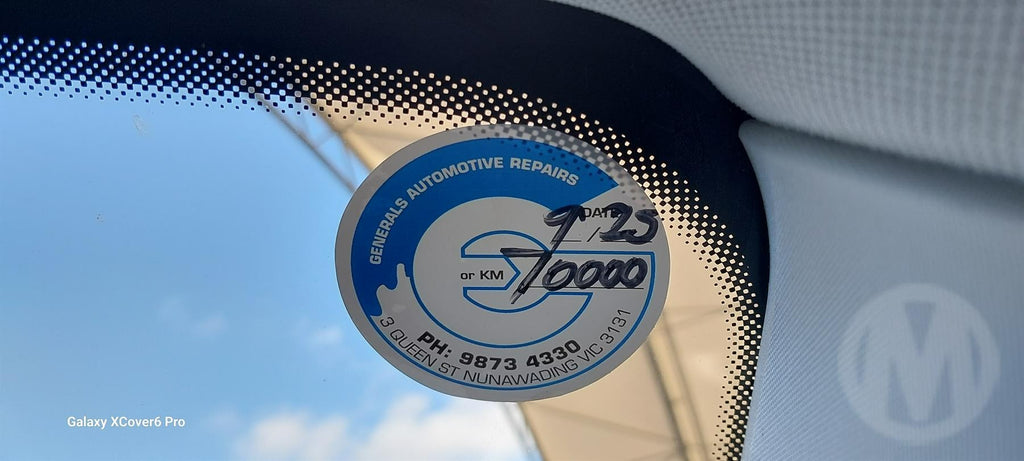 GENERALS AUTOMOTIVE REPAIRS
DATE
9/25
or KM 70000
PH: 9873 4330
3 QUEEN ST NUNAWADING VIC 3131
Galaxy XCover6 Pro
M